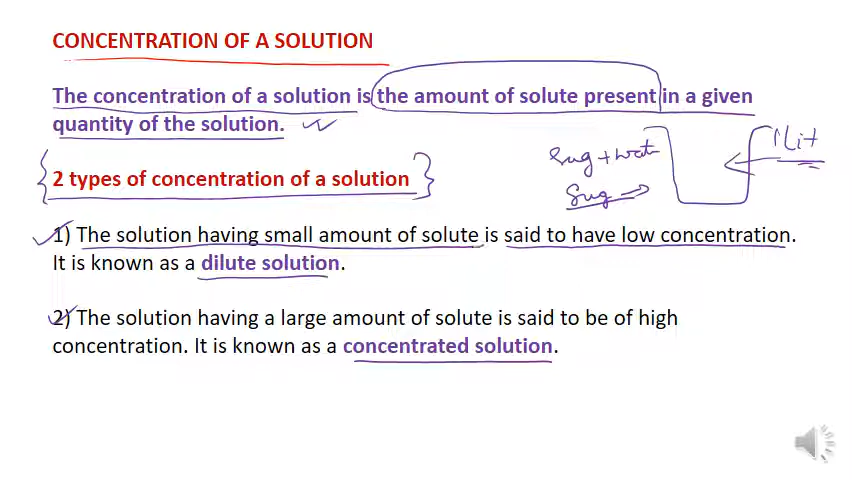 CONCENTRATION OF A SOLUTION
The concentration of a solution is the amount of solute present in a given
quantity of the solution.
1Lit
Sug + wat
2 types of concentration of a solution
Sug
1) The solution having small amount of solute is said to have low concentration.
It is known as a dilute solution.
2) The solution having a large amount of solute is said to be of high
concentration. It is known as a concentrated solution.